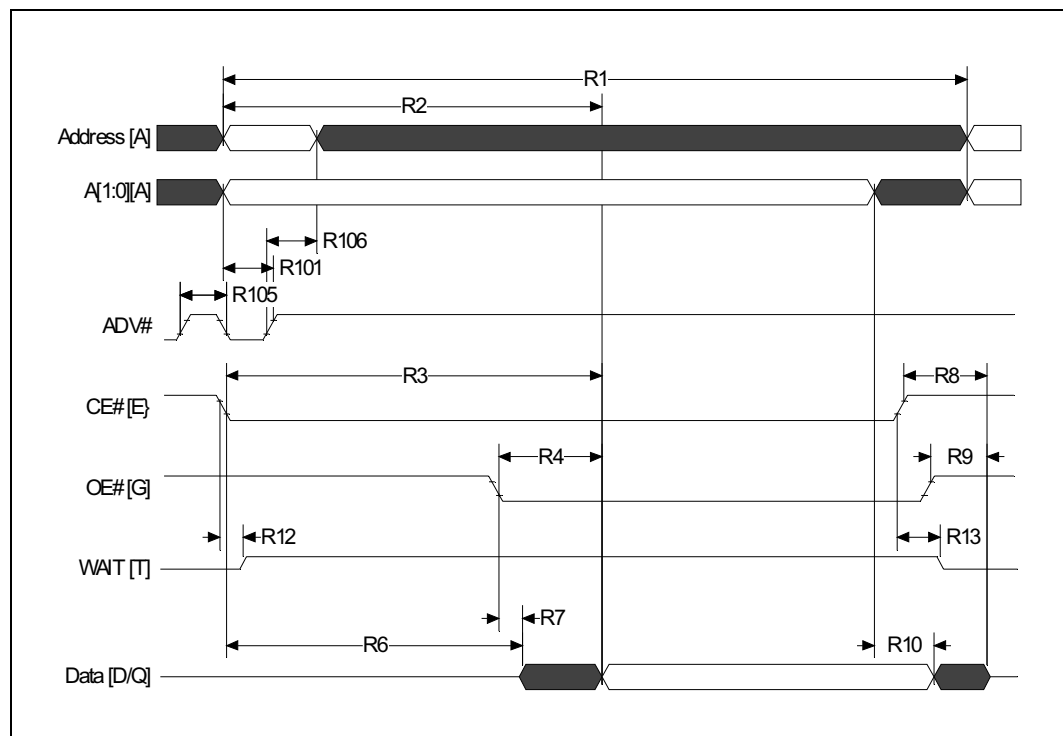 R1
R2
Address [A]
A[1:0][A]
R106
R101
R105
ADV#
R3
R8
CE# [E}
R4
R9
OE# [G]
R12
R13
WAIT [T]
R7
R6
R10
Data [D/Q]